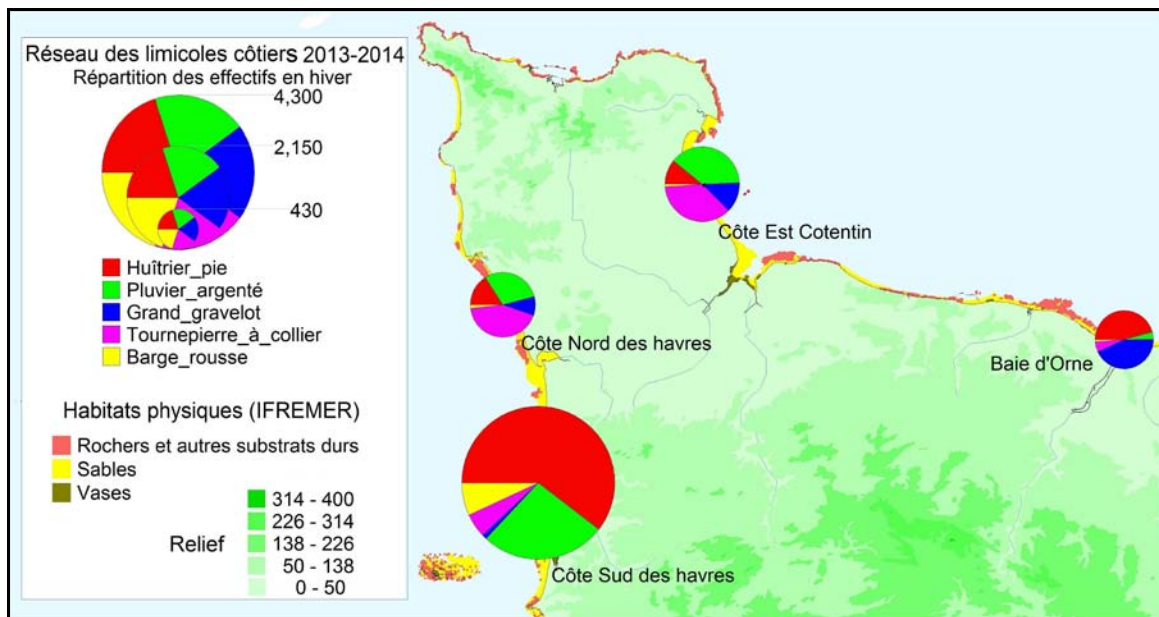 Réseau des limicoles côtiers 2013-2014
Répartition des effectifs en hiver
4,300
2,150
430
Huîtrier_pie
Pluvier_argenté
Grand_gravelot
Tournepierre_à_collier
Barge_rousse
Habitats physiques (IFREMER)
Rochers et autres substrats durs
Sables
Vases
Relief
314 - 400
226 - 314
138 - 226
50 - 138
0 - 50
Côte Est Cotentin
Côte Nord des havres
Baie d'Orne
Côte Sud des havres